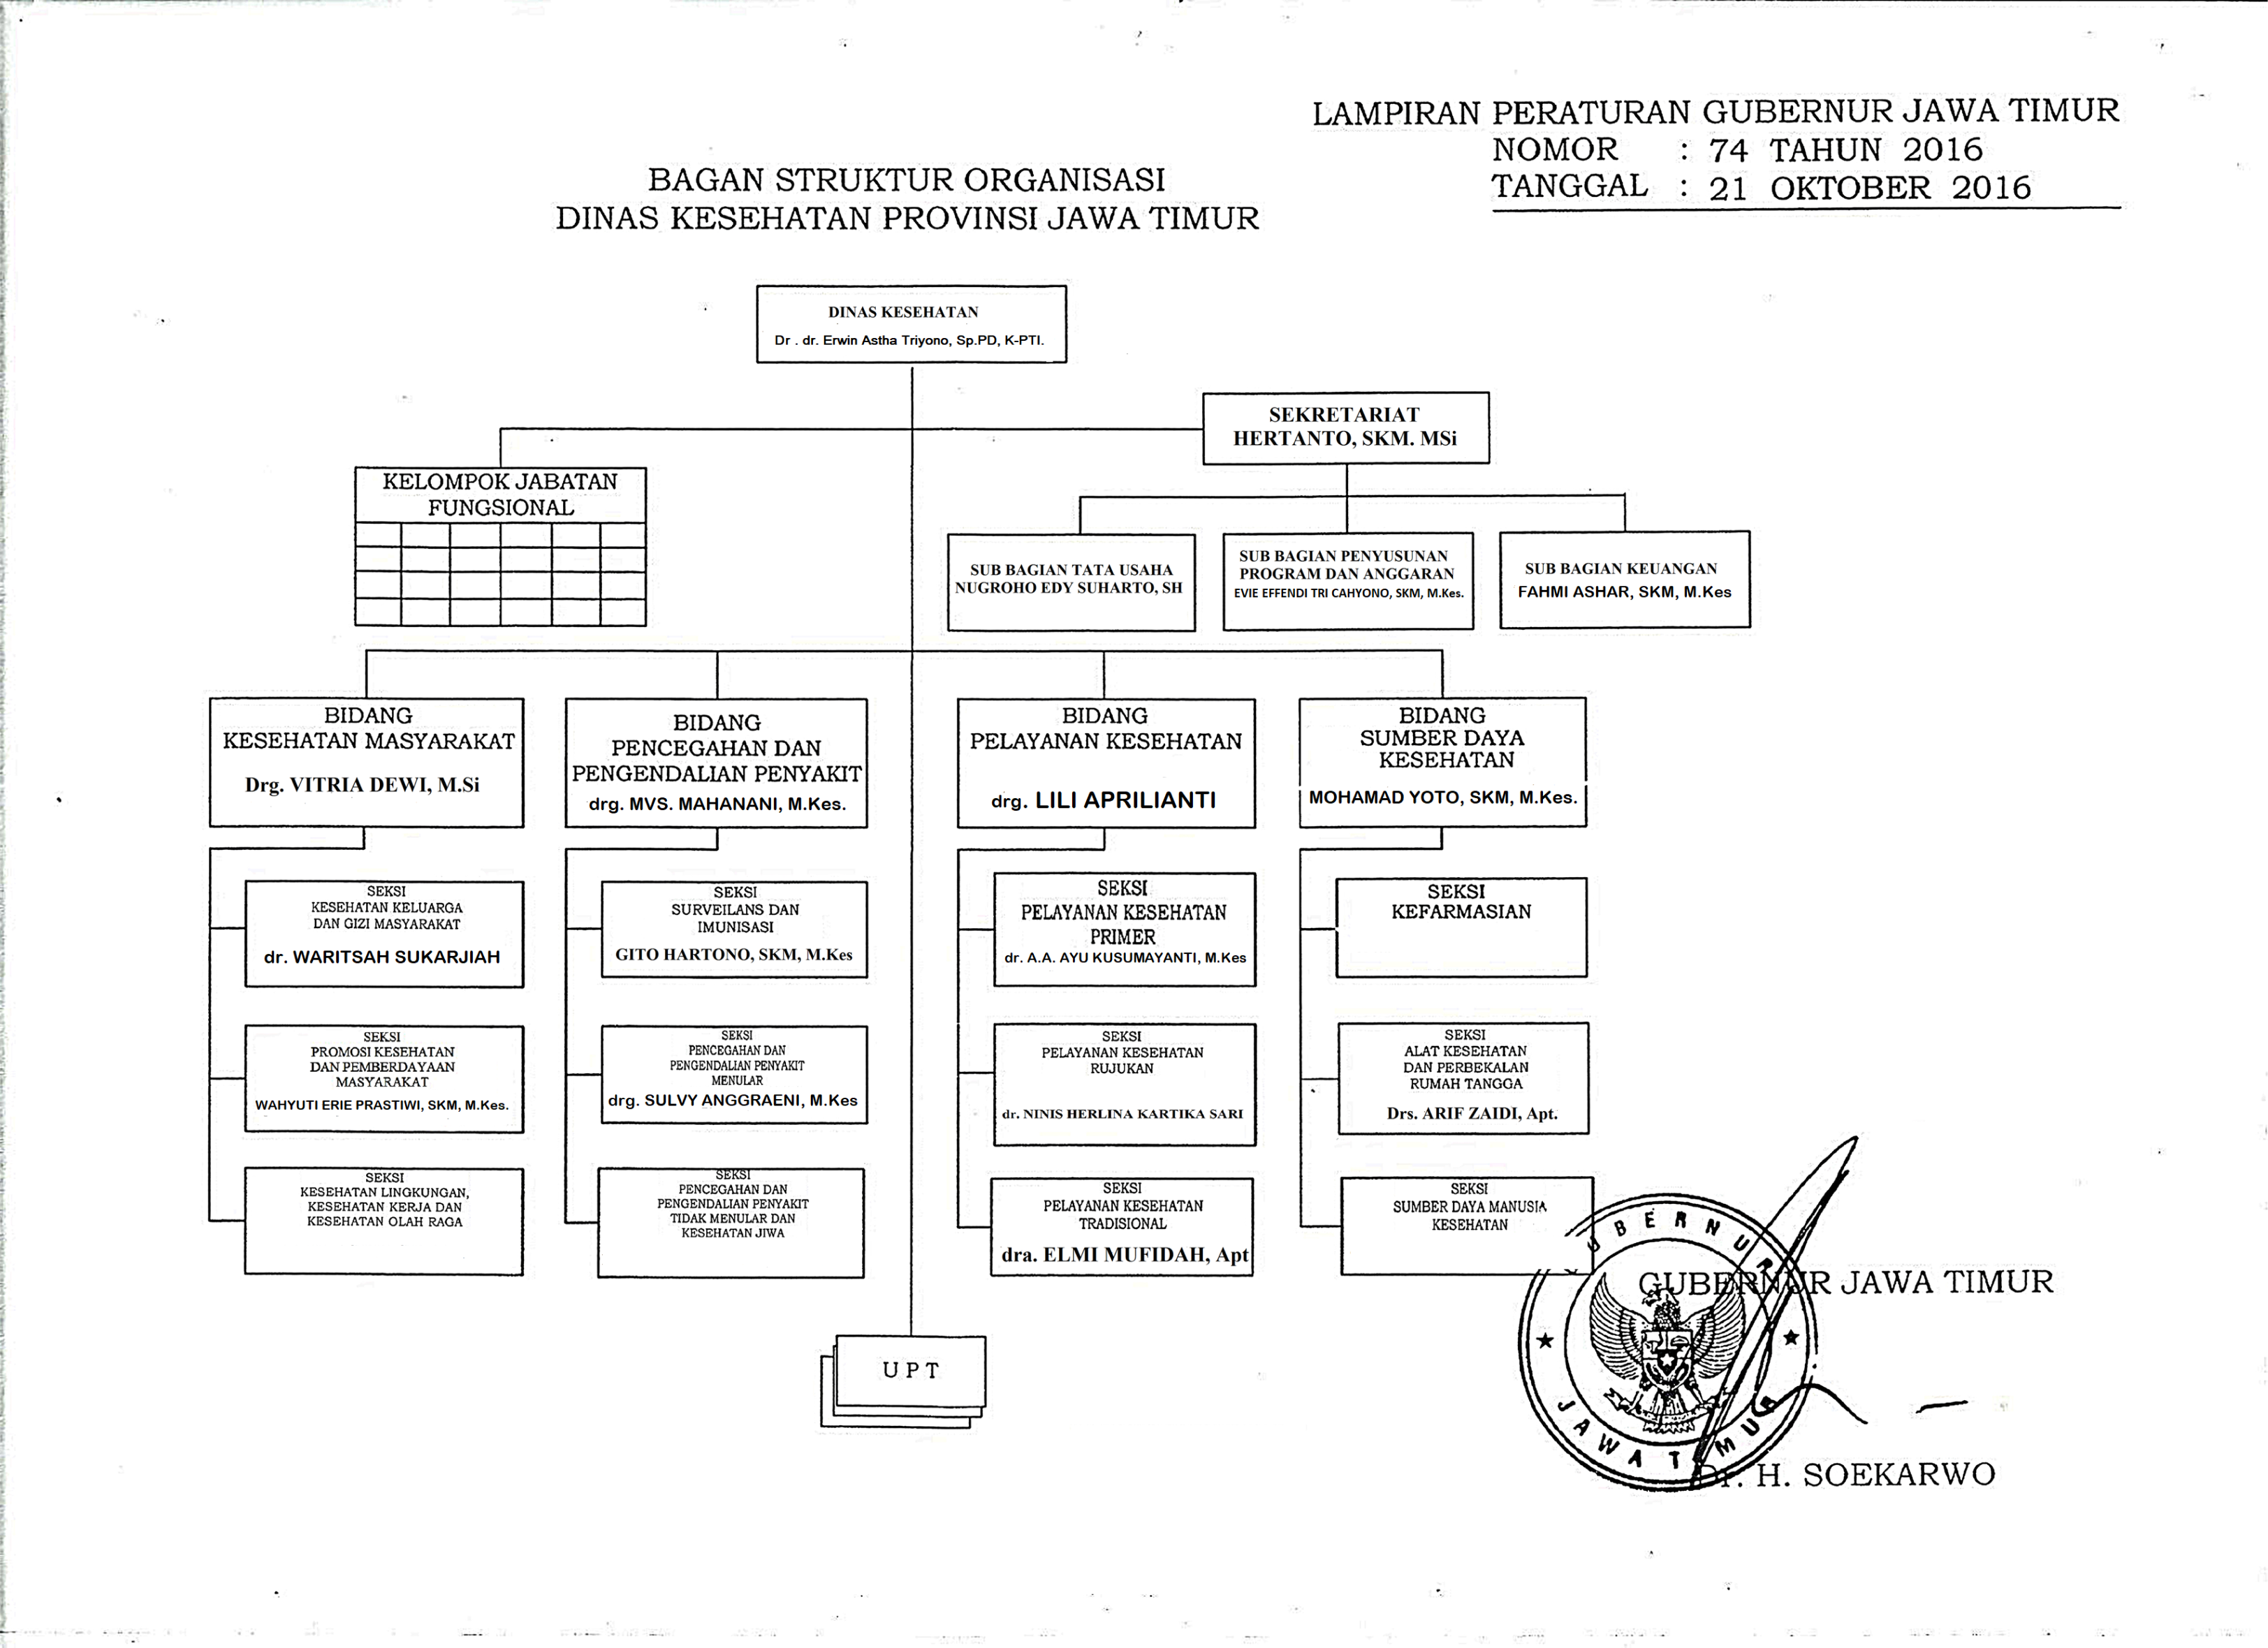 LAMPIRAN PERATURAN GUBERNUR JAWA TIMUR
NOMOR : 74 TAHUN 2016
TANGGAL : 21 OKTOBER 2016
BAGAN STRUKTUR ORGANISASI
DINAS KESEHATAN PROVINSI JAWA TIMUR
DINAS KESEHATAN
Dr . dr. Erwin Astha Triyono, Sp.PD, K-PTI.
SEKRETARIAT
HERTANTO, SKM. MSi
KELOMPOK JABATAN
FUNGSIONAL
SUB BAGIAN TATA USAHA
NUGROHO EDY SUHARTO, SH
SUB BAGIAN PENYUSUNAN
PROGRAM DAN ANGGARAN
EVIE EFFENDI TRI CAHYONO, SKM, M.Kes.
SUB BAGIAN KEUANGAN
FAHMI ASHAR, SKM, M.Kes
BIDANG
KESEHATAN MASYARAKAT
Drg. VITRIA DEWI, M.Si
BIDANG
PENCEGAHAN DAN
PENGENDALIAN PENYAKIT
drg. MVS. MAHANANI, M.Kes.
BIDANG
PELAYANAN KESEHATAN
drg. LILI APRILIANTI
BIDANG
SUMBER DAYA
KESEHATAN
MOHAMAD YOTO, SKM, M.Kes.
SEKSI
KESEHATAN KELUARGA
DAN GIZI MASYARAKAT
dr. WARITSAH SUKARJIAH
SEKSI
SURVEILANS DAN
IMUNISASI
GITO HARTONO, SKM, M.Kes
SEKSI
PELAYANAN KESEHATAN
PRIMER
dr. A.A. AYU KUSUMAYANTI, M.Kes
SEKSI
KEFARMASIAN
SEKSI
PROMOSI KESEHATAN
DAN PEMBERDAYAAN
MASYARAKAT
WAHYUTI ERIE PRASTIWI, SKM, M.Kes.
SEKSI
PENCEGAHAN DAN
PENGENDALIAN PENYAKIT
MENULAR
drg. SULVY ANGGRAENI, M.Kes
SEKSI
PELAYANAN KESEHATAN
RUJUKAN
dr. NINIS HERLINA KARTIKA SARI
SEKSI
ALAT KESEHATAN
DAN PERBEKALAN
RUMAH TANGGA
Drs. ARIF ZAIDI, Apt.
SEKSI
KESEHATAN LINGKUNGAN,
KESEHATAN KERJA DAN
KESEHATAN OLAH RAGA
SEKSI
PENCEGAHAN DAN
PENGENDALIAN PENYAKIT
TIDAK MENULAR DAN
KESEHATAN JIWA
SEKSI
PELAYANAN KESEHATAN
TRADISIONAL
dra. ELMI MUFIDAH, Apt
SEKSI
SUMBER DAYA MANUSIA
KESEHATAN
UPT
GUBERNUR JAWA TIMUR
GUBERNUR
JAWA TIMUR
Dr. H. SOEKARWO